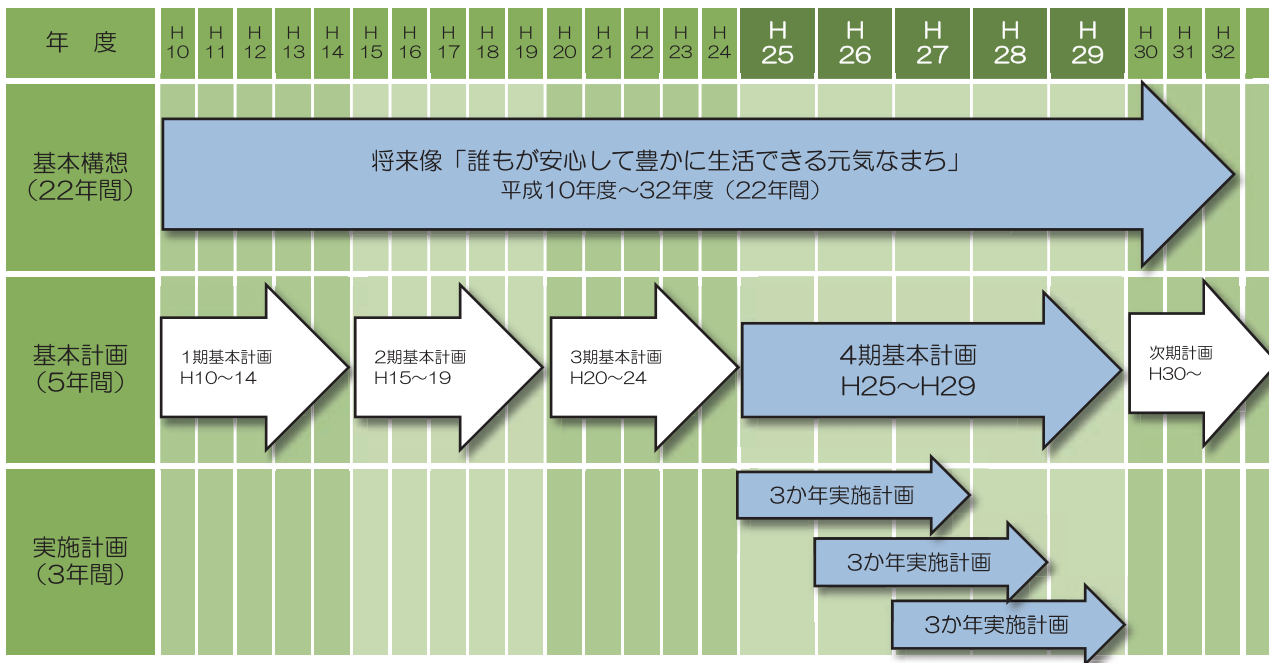 年 度
H 10
H 11
H 12
H 13
H 14
H 15
H 16
H 17
H 18
H 19
H 20
H 21
H 22
H 23
H 24
H 25
H 26
H 27
H 28
H 29
H 30
H 31
H 32
基本構想
(22年間)
将来像「誰もが安心して豊かに生活できる元気なまち」
平成10年度～32年度(22年間)
基本計画
(5年間)
1期基本計画
H10～14
2期基本計画
H15～19
3期基本計画
H20～24
4期基本計画
H25～H29
次期計画
H30～
実施計画
(3年間)
3か年実施計画
3か年実施計画
3か年実施計画